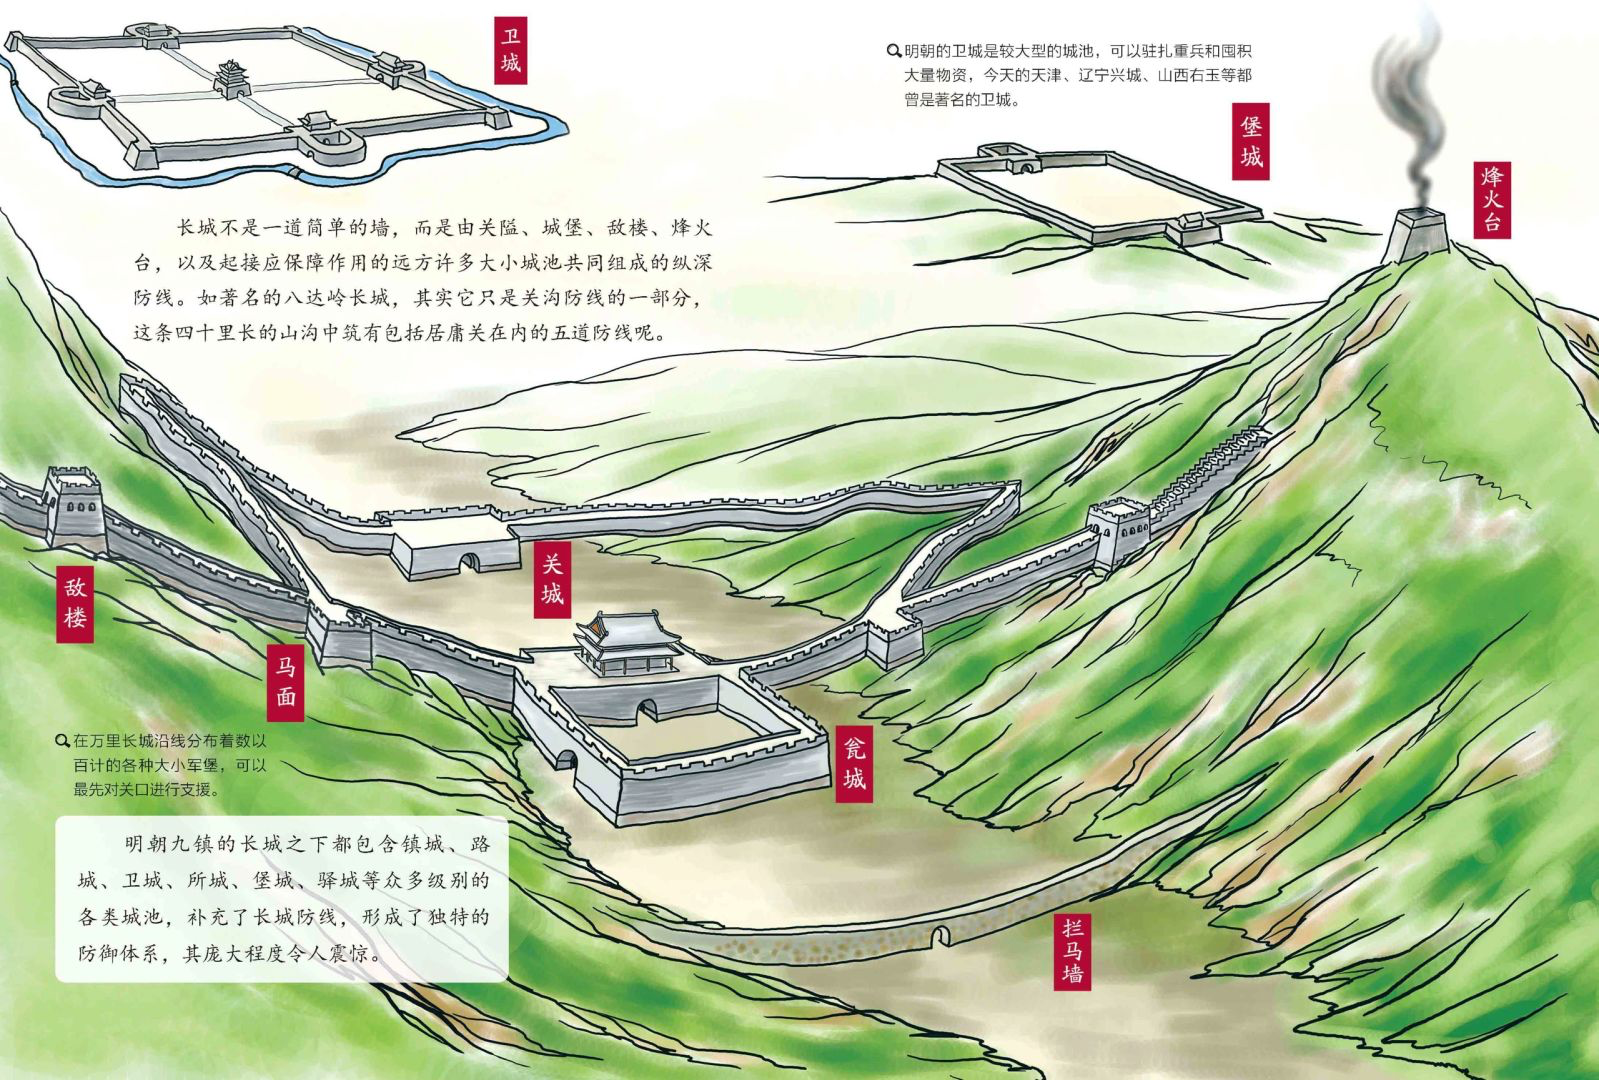 卫城
明朝的卫城是较大型的城池，可以驻扎重兵和囤积
大量物资，今天的天津、辽宁兴城、山西右玉等都
曾是著名的卫城。
堡城
烽火台
长城不是一道简单的墙，而是由关隘、城堡、敌楼、烽火
台，以及起接应保障作用的远方许多大小城池共同组成的纵深
防线。如著名的八达岭长城，其实它只是关沟防线的一部分，
这条四十里长的山沟中筑有包括居庸关在内的五道防线呢。
关城
敌楼
马面
瓮城
在万里长城沿线分布着数以
百计的各种大小军堡，可以
最先对关口进行支援。
明朝九镇的长城之下都包含镇城、路
城、卫城、所城、堡城、驿城等众多级别的
各类城池，补充了长城防线，形成了独特的
防御体系，其庞大程度令人震惊。
拦马墙